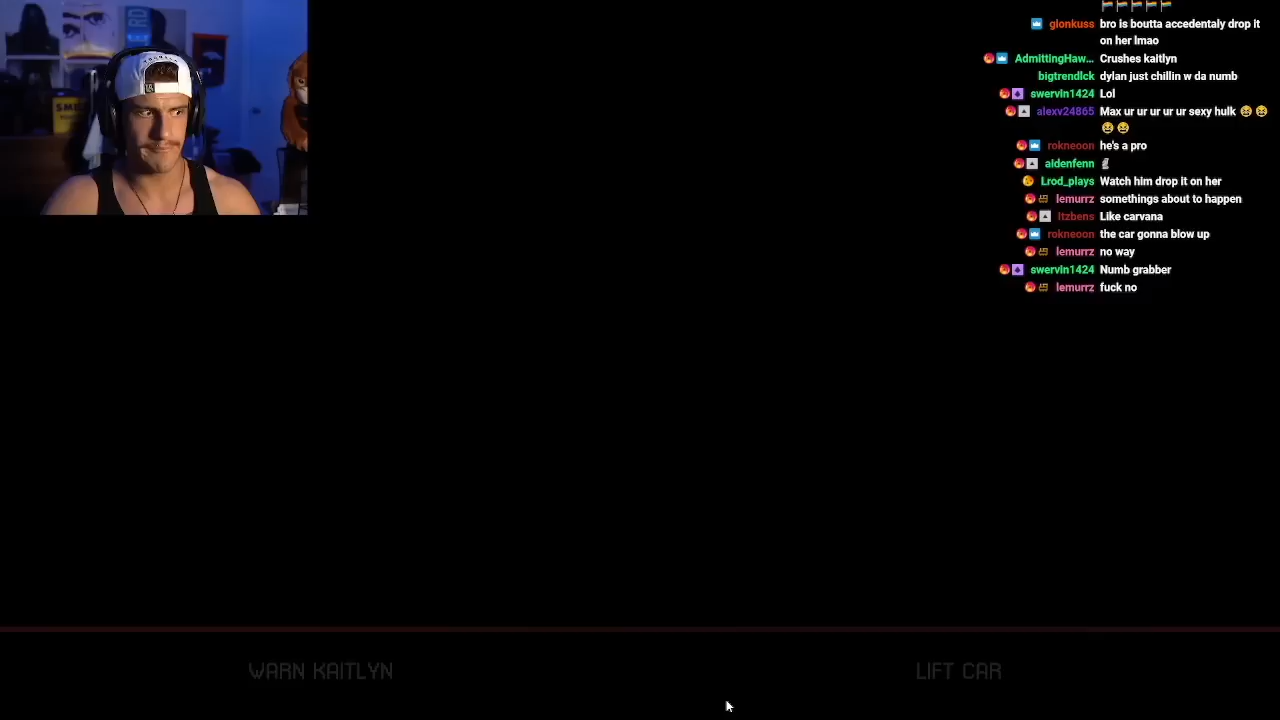 glonkuss bro is boutta accedentaly drop it
on her lmao
AdmittingHaw... Crushes kaitlyn
bigtrendlck dylan just chillin w da numb
swervin1424 Lol
alexv24865 Max ur ur ur ur ur sexy hulk 😆 😆
😆 😆
rokneoon he's a pro
aidenfenn
Lrod_plays Watch him drop it on her
lemurrz somethings about to happen
Itzbens Like carvana
rokneoon the car gonna blow up
lemurrz no way
swervin1424 Numb grabber
lemurrz fuck no
WARN KAITLYN
LIFT CAR